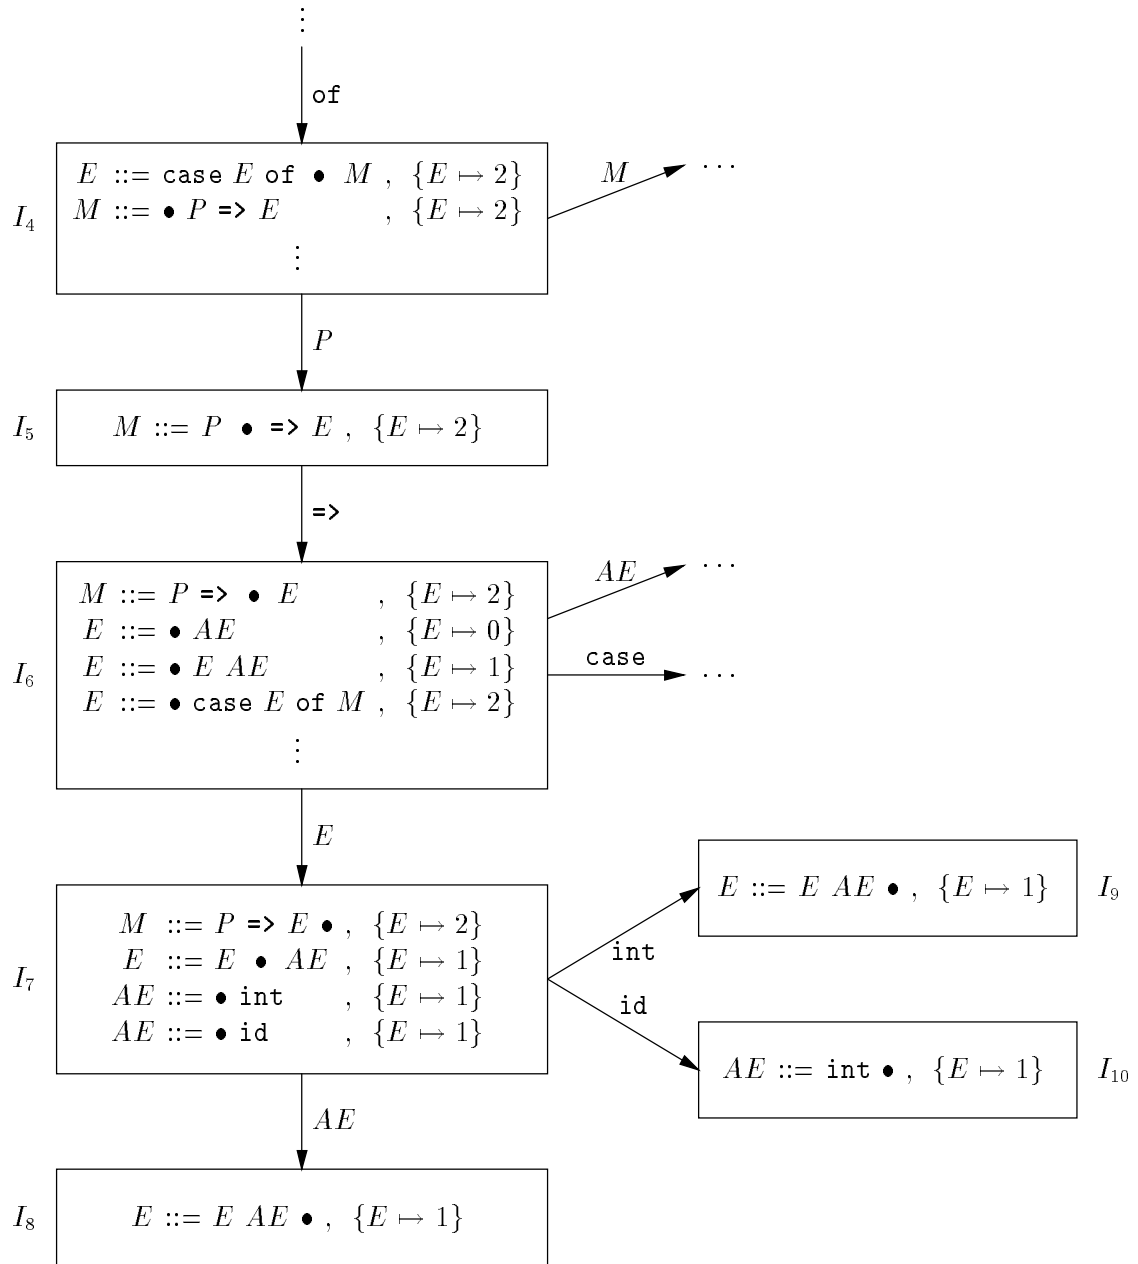 ⋮
of
E ::= case E of • M , {E ↦ 2}
M ::= • P => E , {E ↦ 2}
⋮
I₄
M
···
P
I₅
M ::= P • => E , {E ↦ 2}
=>
M ::= P => • E , {E ↦ 2}
E ::= • AE , {E ↦ 0}
E ::= • E AE , {E ↦ 1}
E ::= • case E of M , {E ↦ 2}
⋮
I₆
AE
···
case
···
E
M ::= P => E • , {E ↦ 2}
E ::= E • AE , {E ↦ 1}
AE ::= • int , {E ↦ 1}
AE ::= • id , {E ↦ 1}
I₇
int
E ::= E AE • , {E ↦ 1}
I₉
id
AE ::= int • , {E ↦ 1}
I₁₀
AE
I₈
E ::= E AE • , {E ↦ 1}